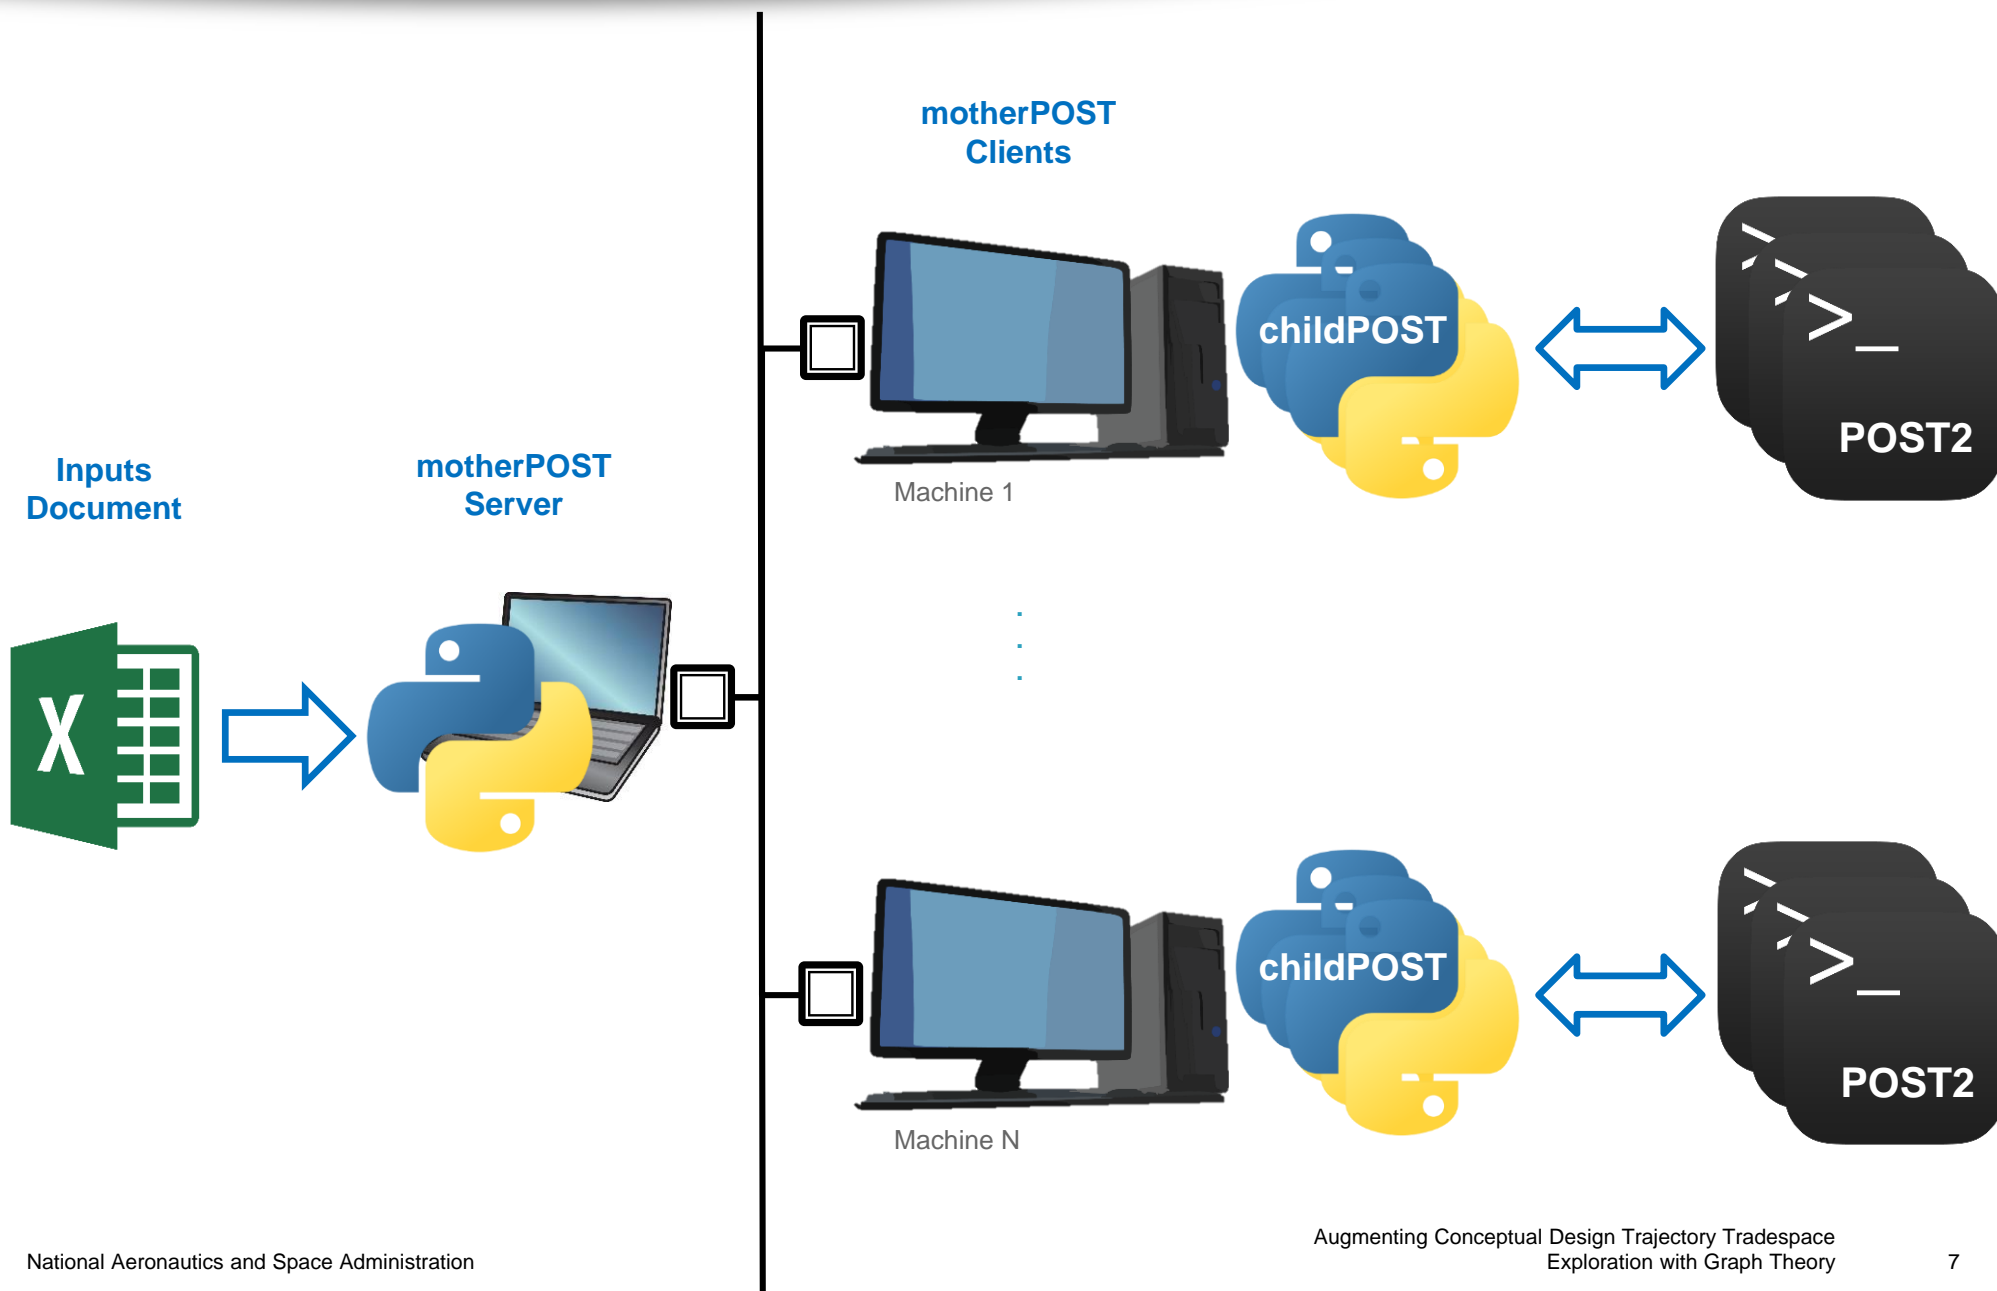 motherPOST
Clients
childPOST
POST2
Machine 1
Inputs
Document
motherPOST
Server
.
.
.
X
childPOST
POST2
Machine N
National Aeronautics and Space Administration
Augmenting Conceptual Design Trajectory Tradespace
Exploration with Graph Theory
7